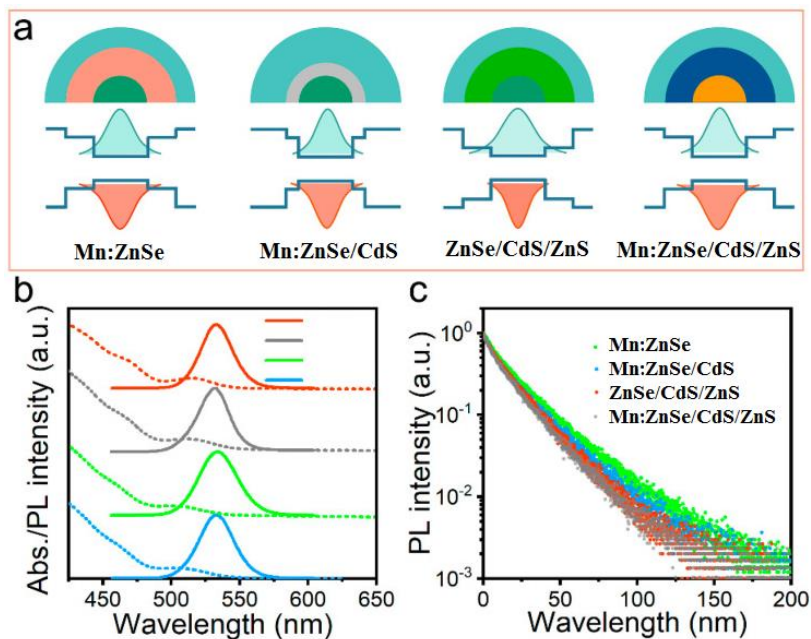 a
Mn:ZnSe
Mn:ZnSe/CdS
ZnSe/CdS/ZnS
Mn:ZnSe/CdS/ZnS
b
Abs./PL intensity (a.u.)
450 500 550 600 650
Wavelength (nm)
c
PL intensity (a.u.)
10⁰
10⁻¹
10⁻²
10⁻³
Mn:ZnSe
Mn:ZnSe/CdS
ZnSe/CdS/ZnS
Mn:ZnSe/CdS/ZnS
0 50 100 150 200
Wavelength (nm)